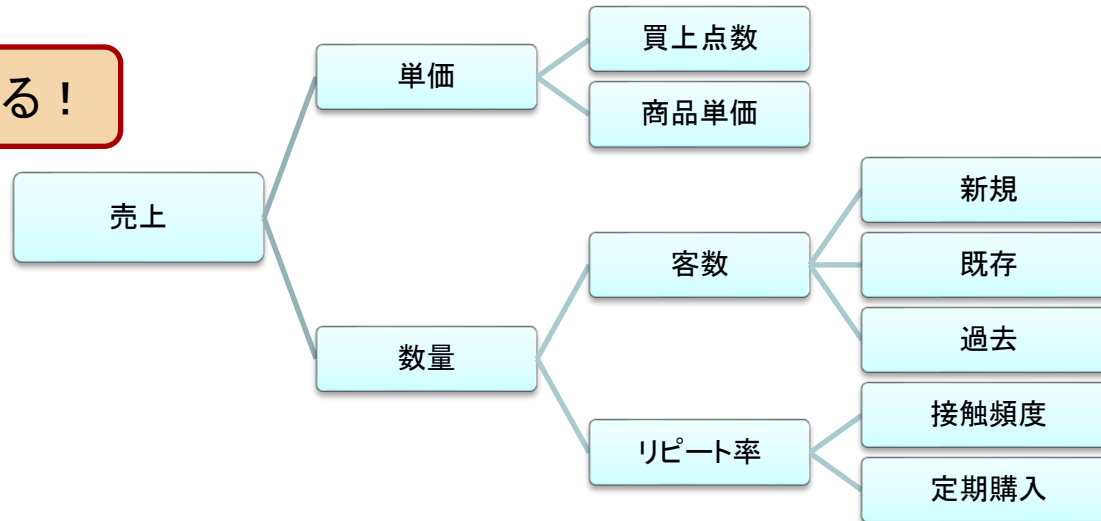 る！
売上
単価
買上点数
商品単価
数量
客数
新規
既存
過去
リピート率
接触頻度
定期購入